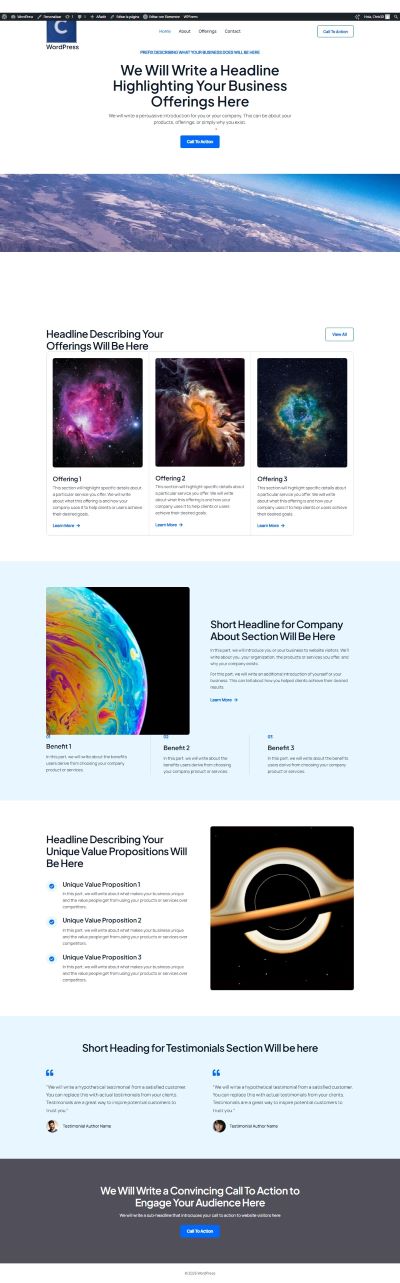 WordPress
Personalizar
1
Añadir
Editar la página
Editar con Elementor
WPForms
Hola,
C
WordPress
Home
About
Offerings
Contact
Call To Action
PREFIX DESCRIBING WHAT YOUR BUSINESS DOES WILL BE HERE
We Will Write a Headline
Highlighting Your Business
Offerings Here
We will write a persuasive introduction for you or your company. This can be about your
products, offerings, or simply why you exist.
Call To Action
Headline Describing Your
Offerings Will Be Here
View All
Offering 1
This section will highlight specific details about
a particular service you offer. We will write
about what this offering is and how your
company uses it to help clients or users achieve
their desired goals.
Learn More →
Offering 2
This section will highlight specific details about
a particular service you offer. We will write
about what this offering is and how your
company uses it to help clients or users achieve
their desired goals.
Learn More →
Offering 3
This section will highlight specific details about
a particular service you offer. We will write
about what this offering is and how your
company uses it to help clients or users achieve
their desired goals.
Learn More →
Short Headline for Company
About Section Will Be Here
In this part, we will introduce you or your business to website visitors. We'll
write about you, your organization, the products or services you offer, and
why your company exists.
For this part, we will write an additional introduction of yourself or your
business. This can tell about how you helped clients achieve their desired
results.
Learn More →
01
Benefit 1
In this part, we will write about the benefits
users derive from choosing your company
product or services.
02
Benefit 2
In this part, we will write about the
benefits users derive from choosing
your company product or services.
03
Benefit 3
In this part, we will write about the benefits
users derive from choosing your company
product or services.
Headline Describing Your
Unique Value Propositions Will
Be Here
Unique Value Proposition 1
In this part, we will write about what makes your business unique
and the value people get from using your products or services over
competitors.
Unique Value Proposition 2
In this part, we will write about what makes your business unique
and the value people get from using your products or services over
competitors.
Unique Value Proposition 3
In this part, we will write about what makes your business unique
and the value people get from using your products or services over
competitors.
Short Heading for Testimonials Section Will be here
"We will write a hypothetical testimonial from a satisfied customer.
You can replace this with actual testimonials from your clients.
Testimonials are a great way to inspire potential customers to
trust you."
Testimonial Author Name
"We will write a hypothetical testimonial from a satisfied customer.
You can replace this with actual testimonials from your clients.
Testimonials are a great way to inspire potential customers to
trust you."
Testimonial Author Name
We Will Write a Convincing Call To Action to
Engage Your Audience Here
We will write a sub-headline that introduces your call to action to website visitors here
Call To Action
WordPress